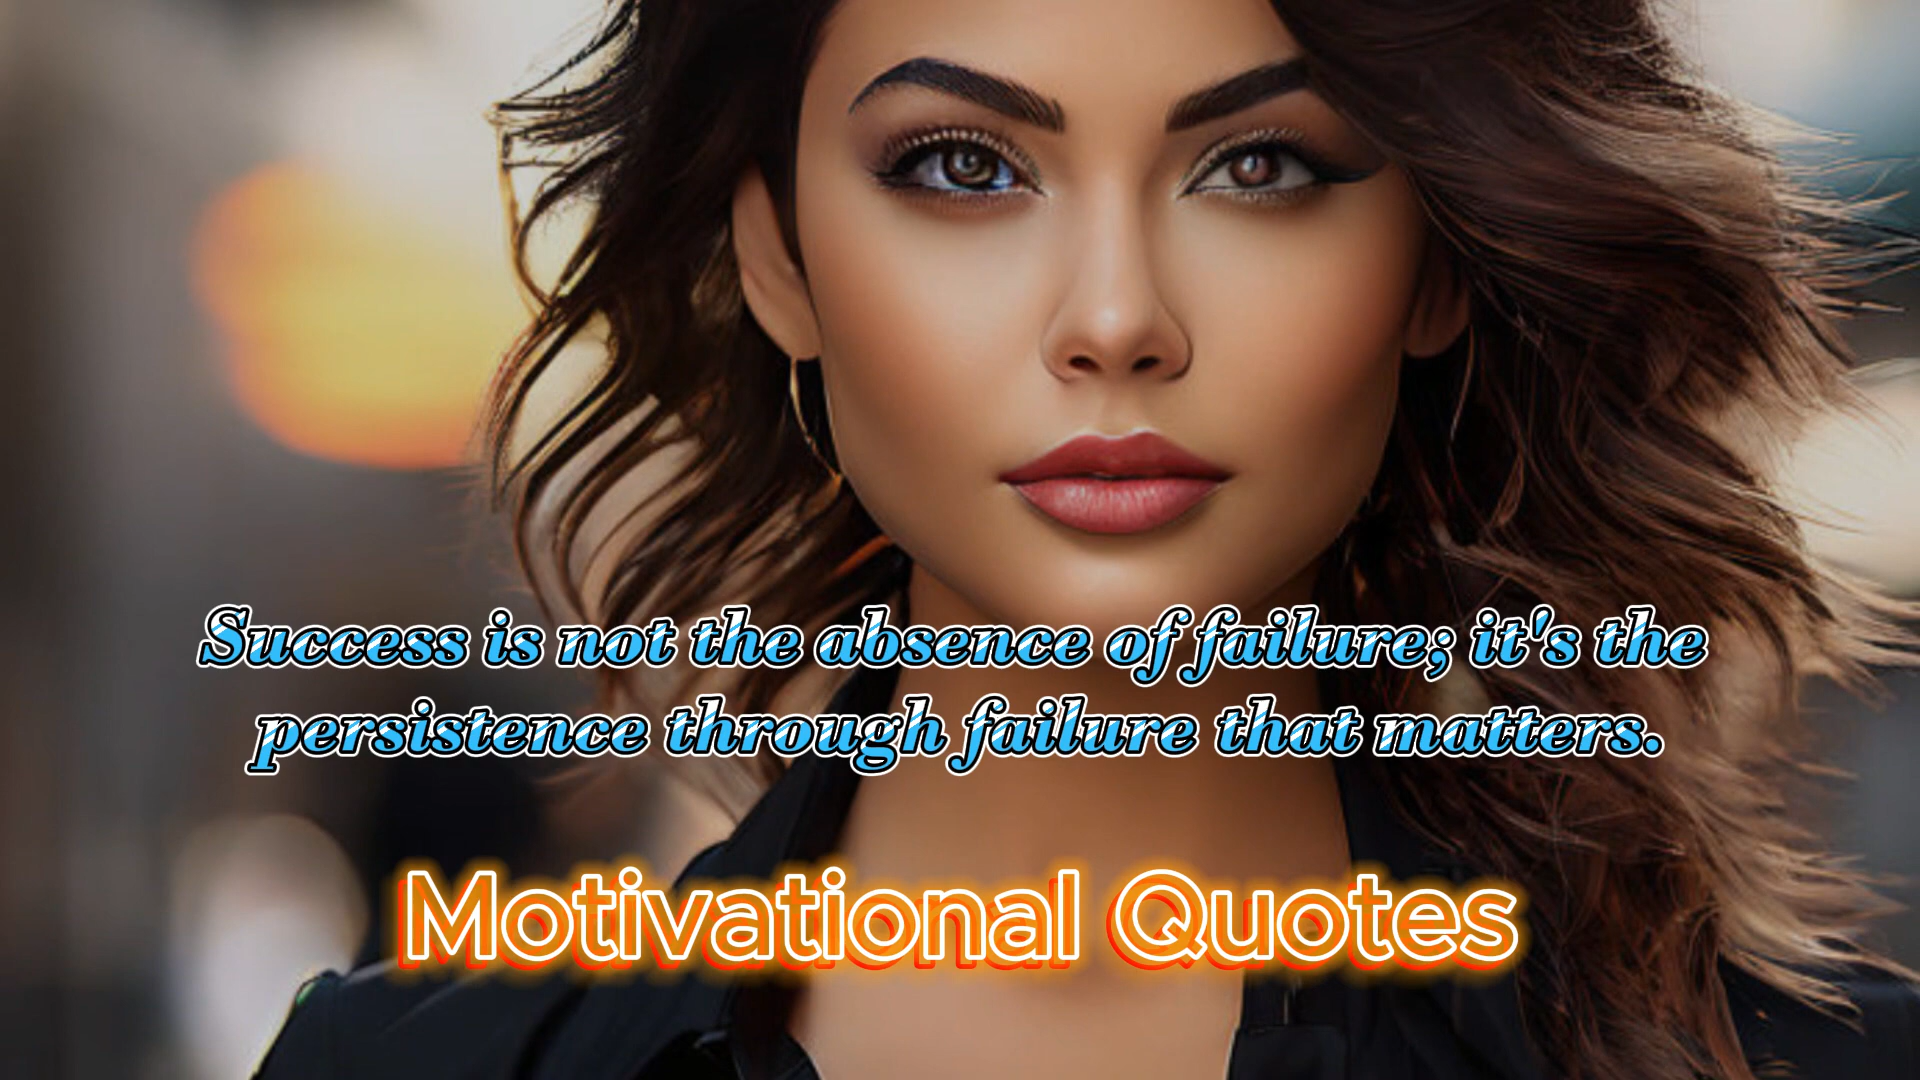 Success is not the absence of failure; it's the
persistence through failure that matters.
Motivational Quotes